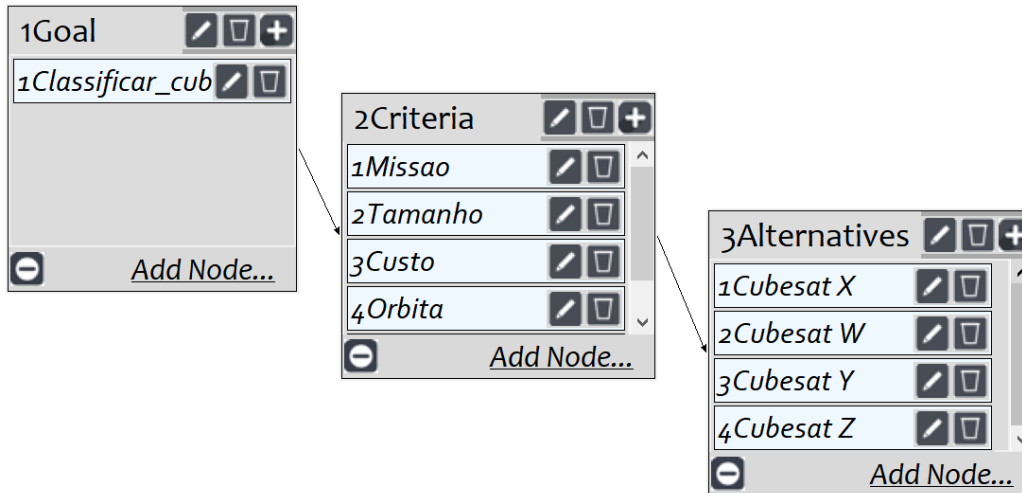 1Goal
1Classificar_cub
Add Node...
2Criteria
1Missao
2Tamanho
3Custo
4Orbita
Add Node...
3Alternatives
1Cubesat X
2Cubesat W
3Cubesat Y
4Cubesat Z
Add Node...